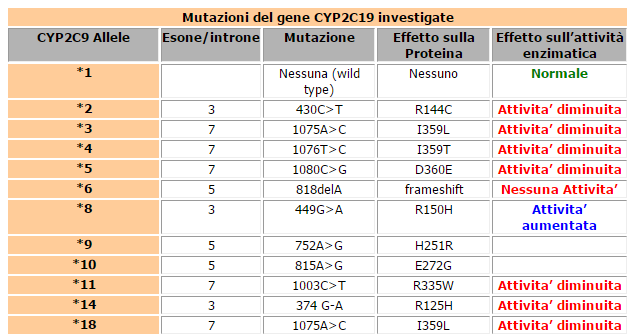 Mutazioni del gene CYP2C19 investigate
CYP2C9 Allele Esone/introne Mutazione Effetto sulla Proteina Effetto sull’attività enzimatica
*1 Nessuna (wild type) Nessuno Normale
*2 3 430C>T R144C Attivita’ diminuita
*3 7 1075A>C I359L Attivita’ diminuita
*4 7 1076T>C I359T Attivita’ diminuita
*5 7 1080C>G D360E Attivita’ diminuita
*6 5 818delA frameshift Nessuna Attivita’
*8 3 449G>A R150H Attivita’ aumentata
*9 5 752A>G H251R
*10 5 815A>G E272G
*11 7 1003C>T R335W Attivita’ diminuita
*14 3 374 G-A R125H Attivita’ diminuita
*18 7 1075A>C I359L Attivita’ diminuita